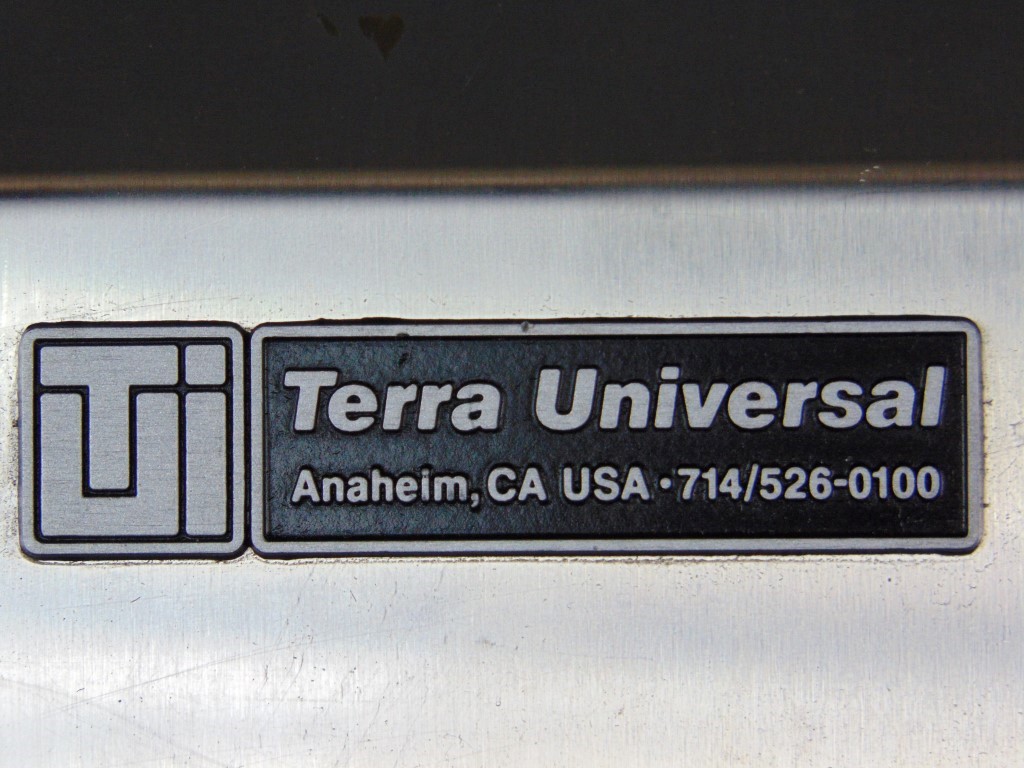 Ti
Terra Universal
Anaheim, CA USA · 714/526-0100